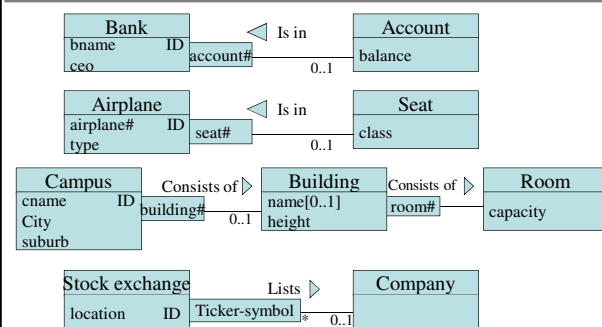 Bank
bname ID
ceo
account#
Is in
0..1
Account
balance
Airplane
airplane# ID
type
seat#
Is in
0..1
Seat
class
Campus
cname ID
City
suburb
building#
Consists of
0..1
Building
name[0..1]
height
room#
Consists of
Room
capacity
Stock exchange
location ID
Ticker-symbol
Lists
* 0..1
Company